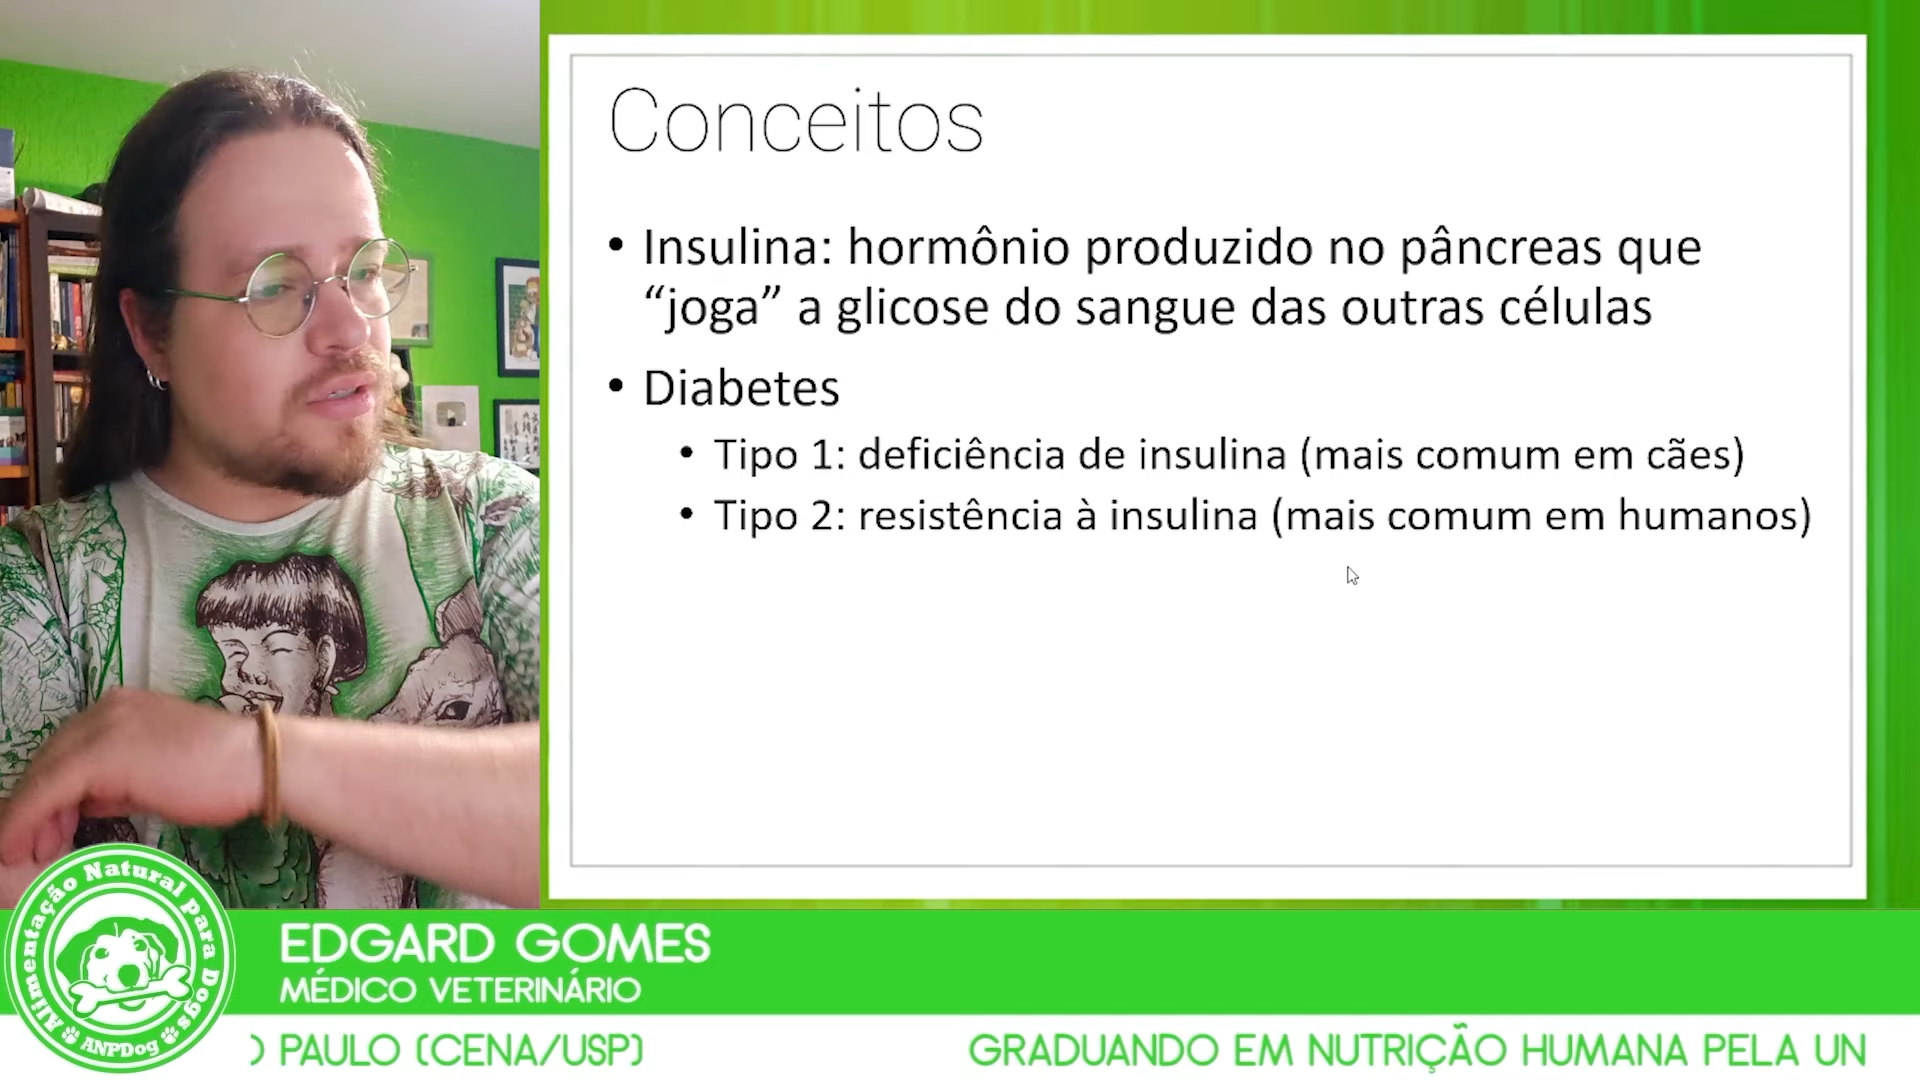 Conceitos
• Insulina: hormônio produzido no pâncreas que
“joga” a glicose do sangue das outras células
• Diabetes
• Tipo 1: deficiência de insulina (mais comum em cães)
• Tipo 2: resistência à insulina (mais comum em humanos)
Alimentação Natural para Dogs
ANPDog
EDGARD GOMES
MÉDICO VETERINÁRIO
O PAULO (CENA/USP)
GRADUANDO EM NUTRIÇÃO HUMANA PELA UN